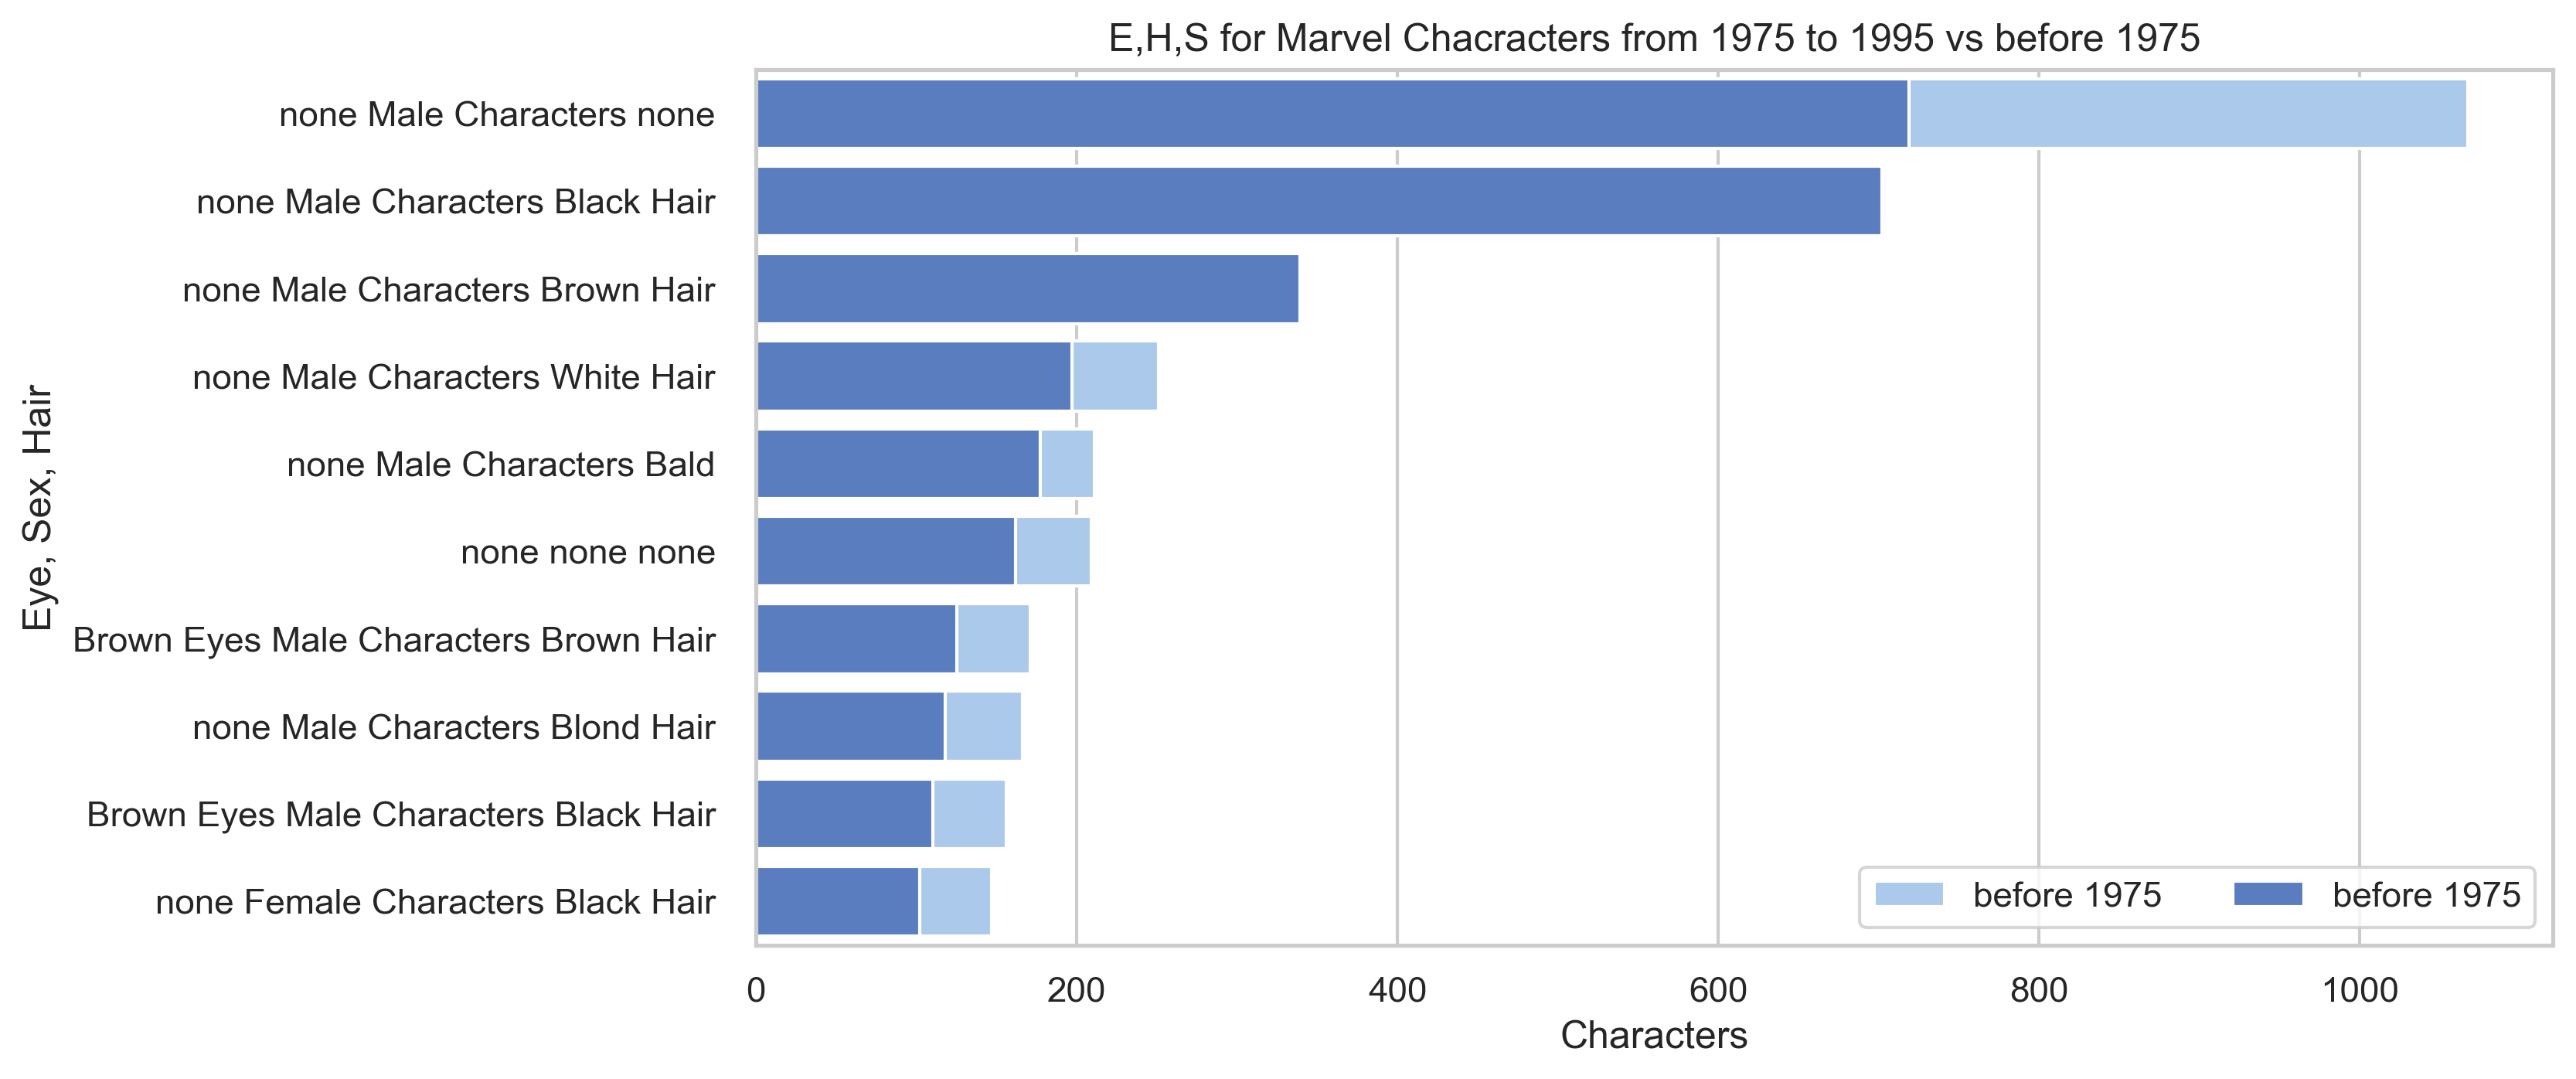 E,H,S for Marvel Chacracters from 1975 to 1995 vs before 1975
Eye, Sex, Hair
none Male Characters none
none Male Characters Black Hair
none Male Characters Brown Hair
none Male Characters White Hair
none Male Characters Bald
none none none
Brown Eyes Male Characters Brown Hair
none Male Characters Blond Hair
Brown Eyes Male Characters Black Hair
none Female Characters Black Hair
before 1975 before 1975
0 200 400 600 800 1000
Characters